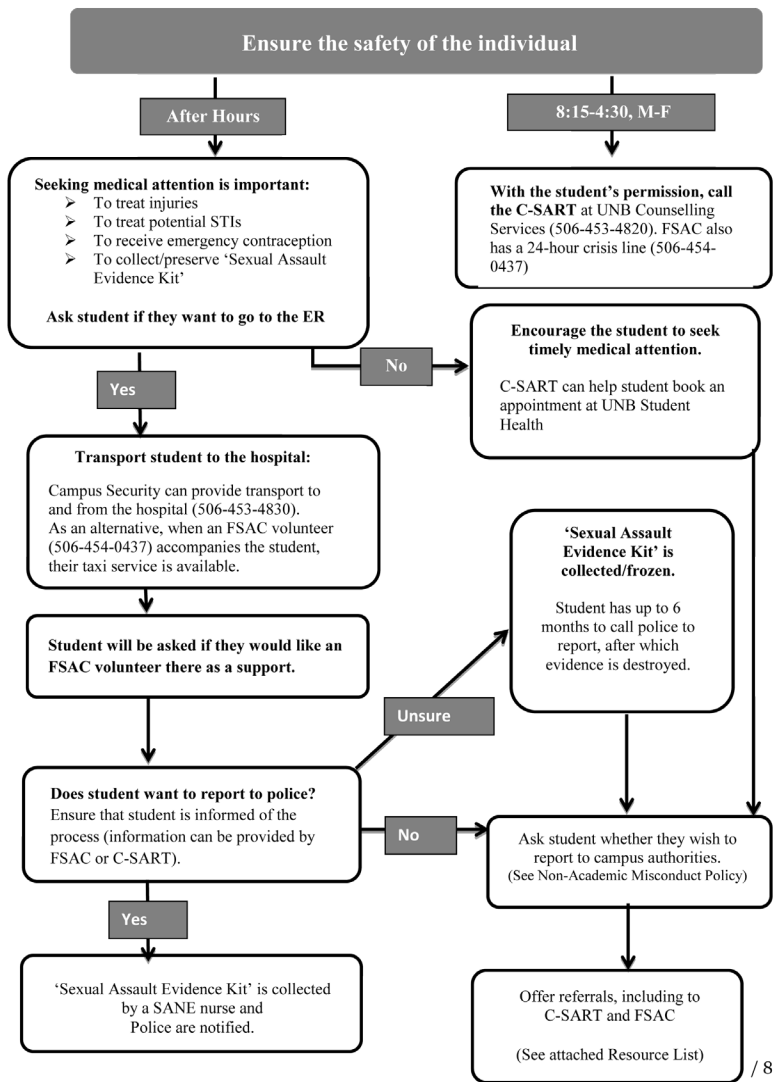 Ensure the safety of the individual
After Hours
8:15-4:30, M-F
Seeking medical attention is important:
➢ To treat injuries
➢ To treat potential STIs
➢ To receive emergency contraception
➢ To collect/preserve ‘Sexual Assault
Evidence Kit’
Ask student if they want to go to the ER
With the student’s permission, call
the C-SART at UNB Counselling
Services (506-453-4820). FSAC also
has a 24-hour crisis line (506-454-
0437)
No
Encourage the student to seek
timely medical attention.
C-SART can help student book an
appointment at UNB Student
Health
Yes
Transport student to the hospital:
Campus Security can provide transport to
and from the hospital (506-453-4830).
As an alternative, when an FSAC volunteer
(506-454-0437) accompanies the student,
their taxi service is available.
‘Sexual Assault
Evidence Kit’ is
collected/frozen.
Student has up to 6
months to call police to
report, after which
evidence is destroyed.
Student will be asked if they would like an
FSAC volunteer there as a support.
Unsure
Does student want to report to police?
Ensure that student is informed of the
process (information can be provided by
FSAC or C-SART).
No
Ask student whether they wish to
report to campus authorities.
(See Non-Academic Misconduct Policy)
Yes
‘Sexual Assault Evidence Kit’ is collected
by a SANE nurse and
Police are notified.
Offer referrals, including to
C-SART and FSAC
(See attached Resource List)
/ 8